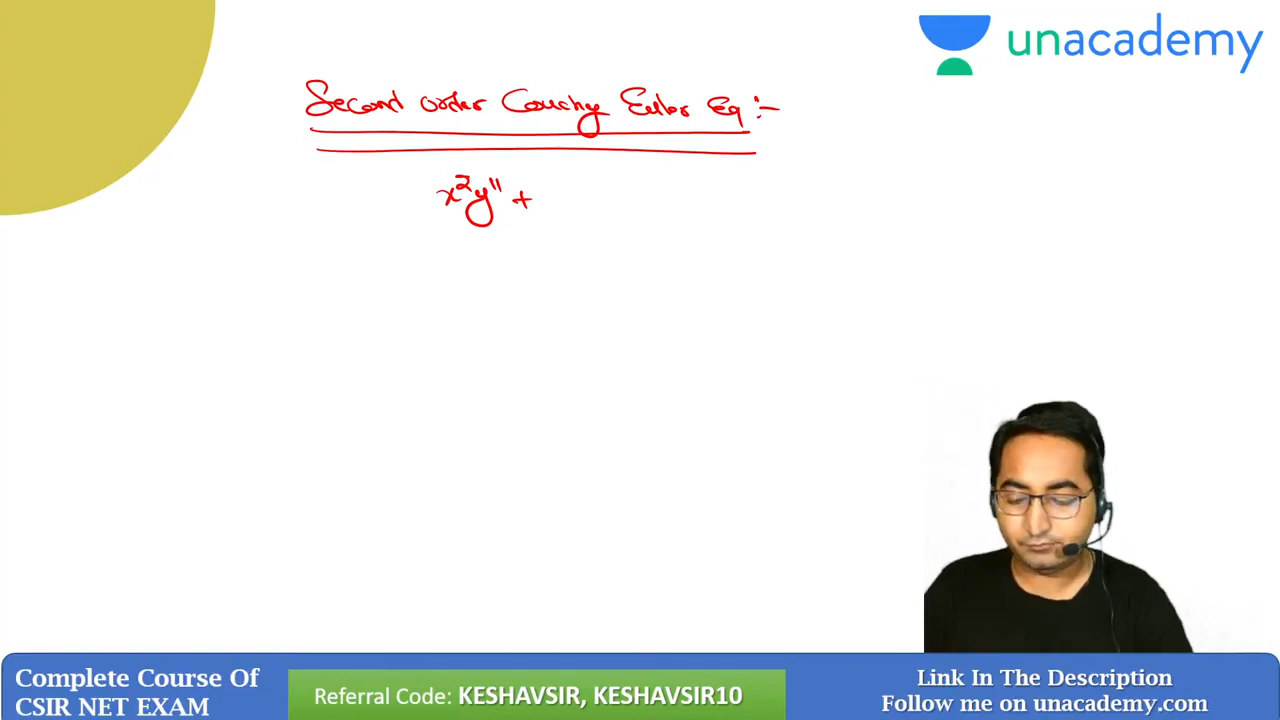 unacademy
Second order Cauchy Euler Eq :-
x²y'' +
Complete Course Of
CSIR NET EXAM
Referral Code: KESHAVSIR, KESHAVSIR10
Link In The Description
Follow me on unacademy.com